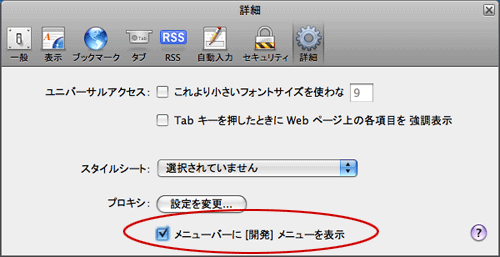 詳細
一般 表示 ブックマーク Tab タブ RSS RSS 自動入力 セキュリティ 詳細
ユニバーサルアクセス: これより小さいフォントサイズを使わな 9
Tab キーを押したときに Web ページ上の各項目を 強調表示
スタイルシート: 選択されていません
プロキシ: 設定を変更...
メニューバーに [開発] メニューを表示
?